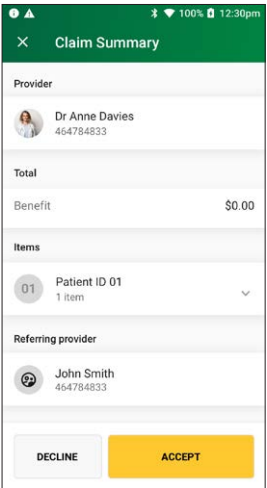 100% 12:30pm
Claim Summary
Provider
Dr Anne Davies
464784833
Total
Benefit $0.00
Items
01 Patient ID 01
1 item
Referring provider
John Smith
464784833
DECLINE ACCEPT